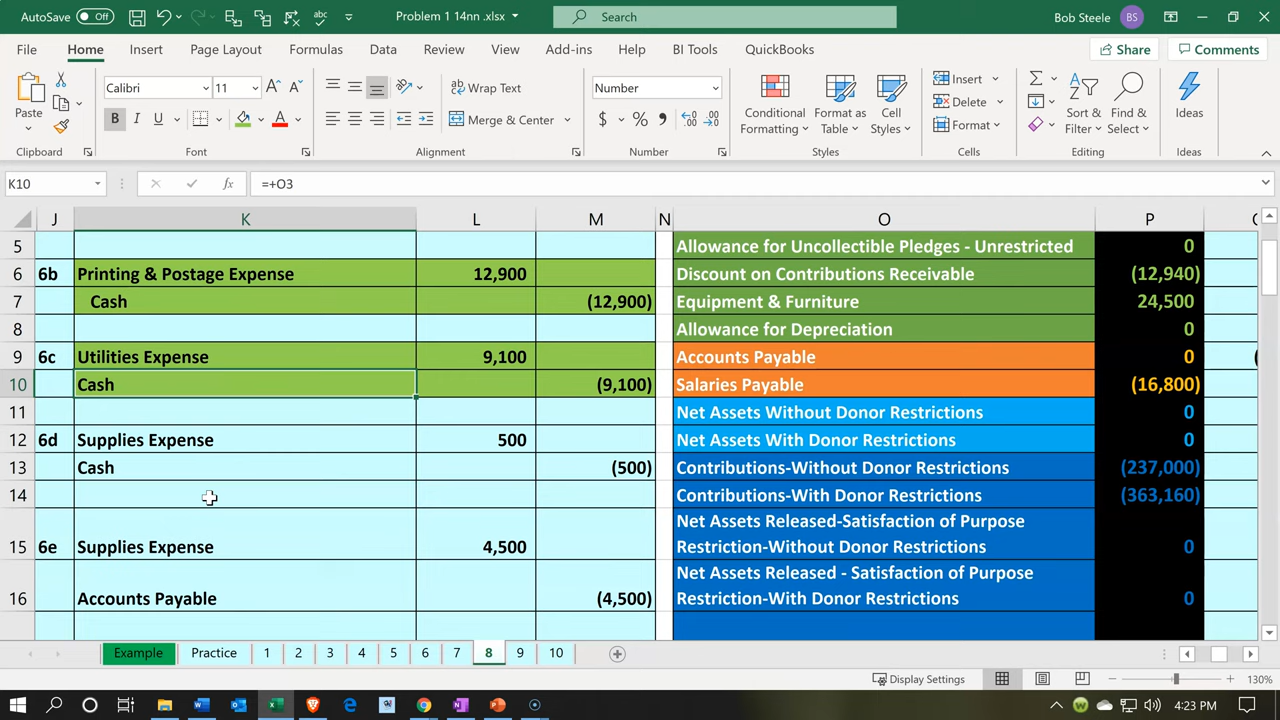 AutoSave Off Problem 1 14nn .xlsx Search Bob Steele BS
File Home Insert Page Layout Formulas Data Review View Add-ins Help BI Tools QuickBooks Share Comments
Paste Calibri 11 Wrap Text Number Conditional Formatting Format as Table Cell Styles Insert Sort & Filter Find & Select Ideas
B I U Merge & Center $ % Delete
Format
Clipboard Font Alignment Number Styles Cells Editing Ideas
K10 fx =+O3
J K L M N O P
5 Allowance for Uncollectible Pledges - Unrestricted 0
6 6b Printing & Postage Expense 12,900 Discount on Contributions Receivable (12,940)
7 Cash (12,900) Equipment & Furniture 24,500
8 Allowance for Depreciation 0
9 6c Utilities Expense 9,100 Accounts Payable 0
10 Cash (9,100) Salaries Payable (16,800)
11 Net Assets Without Donor Restrictions 0
12 6d Supplies Expense 500 Net Assets With Donor Restrictions 0
13 Cash (500) Contributions-Without Donor Restrictions (237,000)
14 Contributions-With Donor Restrictions (363,160)
Net Assets Released-Satisfaction of Purpose
15 6e Supplies Expense 4,500 Restriction-Without Donor Restrictions 0
Net Assets Released - Satisfaction of Purpose
16 Accounts Payable (4,500) Restriction-With Donor Restrictions 0
Example Practice 1 2 3 4 5 6 7 8 9 10
Display Settings 130%
4:23 PM